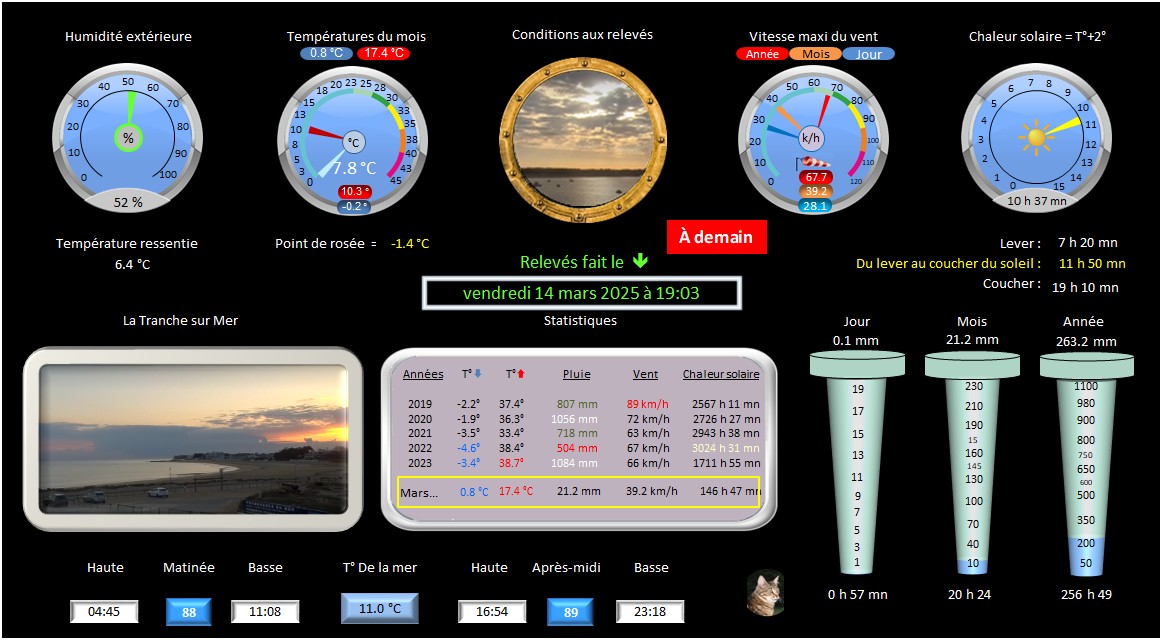 Humidité extérieure
Températures du mois
0.8 °C 17.4 °C
Conditions aux relevés
Vitesse maxi du vent
Année Mois Jour
Chaleur solaire = T°+2°
0 10 20 30 40 50 60 70 80 90 100
%
52 %
0 3 5 8 10 13 15 18 20 23 25 28 30 33 35 38 40 43 45
°C
7.8 °C
10.3 °
-0.2 °
0 10 20 30 40 50 60 70 80 90 100 110 120
k/h
67.7
39.2
28.1
0 1 2 3 4 5 6 7 8 9 10 11 12 13 14 15
10 h 37 mn
Température ressentie
6.4 °C
Point de rosée = -1.4 °C
À demain
Relevés fait le
vendredi 14 mars 2025 à 19:03
Lever : 7 h 20 mn
Du lever au coucher du soleil : 11 h 50 mn
Coucher : 19 h 10 mn
La Tranche sur Mer
Statistiques
Années T° T° Pluie Vent Chaleur solaire
2019 -2.2° 37.4° 807 mm 89 km/h 2567 h 11 mn
2020 -1.9° 36.3° 1056 mm 72 km/h 2726 h 27 mn
2021 -3.5° 33.4° 718 mm 63 km/h 2943 h 38 mn
2022 -4.6° 38.4° 504 mm 67 km/h 3024 h 31 mn
2023 -3.4° 38.7° 1084 mm 66 km/h 1711 h 55 mn
Mars... 0.8 °C 17.4 °C 21.2 mm 39.2 km/h 146 h 47 mn
Jour
0.1 mm
19
17
15
13
11
9
7
5
3
1
0 h 57 mn
Mois
21.2 mm
230
210
190
15
160
145
130
100
70
40
10
20 h 24
Année
263.2 mm
1100
980
900
800
750
650
600
500
350
200
50
256 h 49
Haute Matinée Basse
04:45 88 11:08
T° De la mer
11.0 °C
Haute Après-midi Basse
16:54 89 23:18